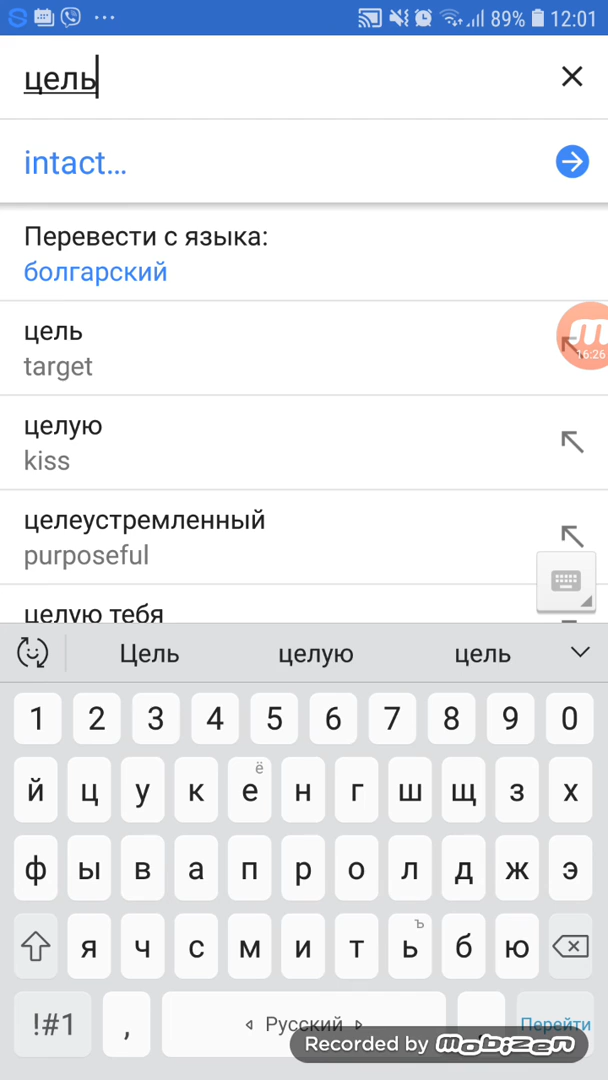 89% 12:01
цель
intact...
Перевести с языка:
болгарский
цель
target
16:26
целую
kiss
целеустремленный
purposeful
целую тебя
Цель целую цель
1 2 3 4 5 6 7 8 9 0
й ц у к е ё н г ш щ з х
ф ы в а п р о л д ж э
я ч с м и т ь ъ б ю
!#1 , Русский . Перейти
Recorded by mobizen